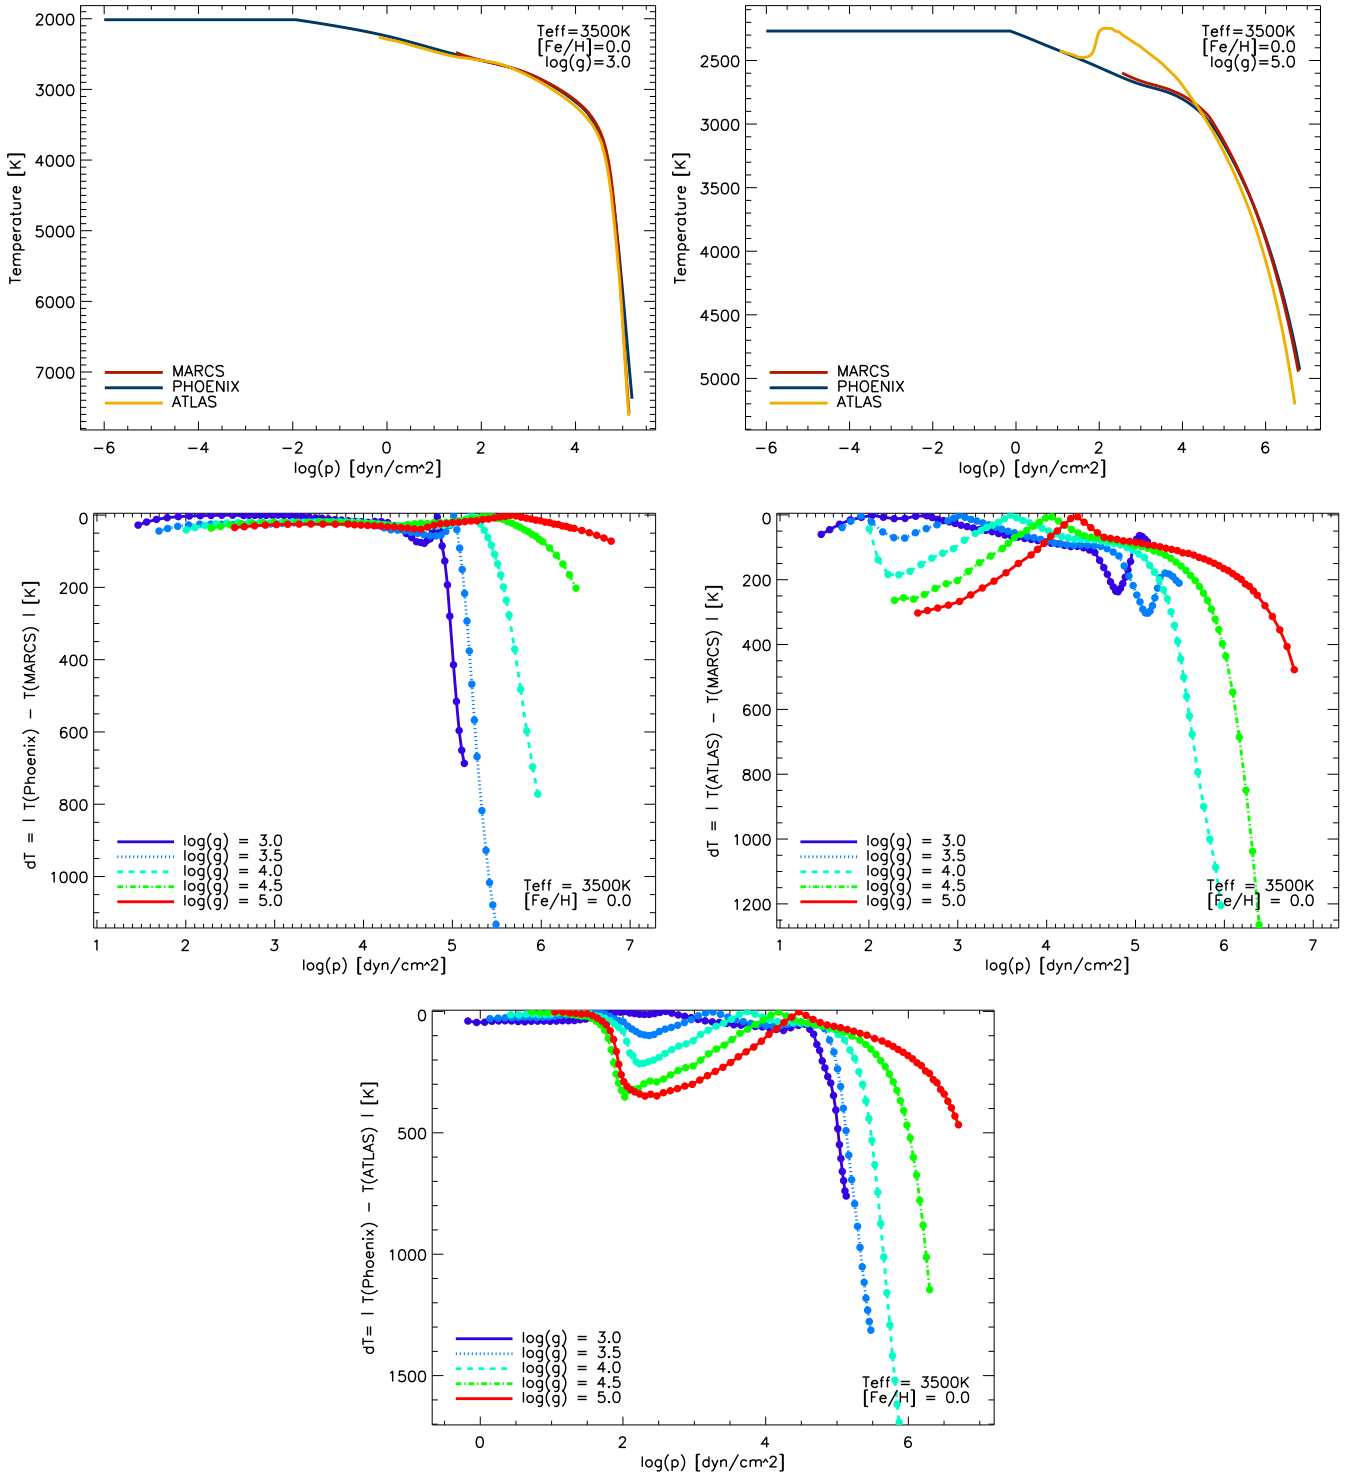 Teff=3500K
[Fe/H]=0.0
log(g)=3.0
2000
3000
4000
5000
6000
7000
Temperature [K]
MARCS
PHOENIX
ATLAS
−6 −4 −2 0 2 4
log(p) [dyn/cm^2]
Teff=3500K
[Fe/H]=0.0
log(g)=5.0
2500
3000
3500
4000
4500
5000
Temperature [K]
MARCS
PHOENIX
ATLAS
−6 −4 −2 0 2 4 6
log(p) [dyn/cm^2]
0
200
400
600
800
1000
dT = | T(Phoenix) − T(MARCS) | [K]
log(g) = 3.0
log(g) = 3.5
log(g) = 4.0
log(g) = 4.5
log(g) = 5.0
Teff = 3500K
[Fe/H] = 0.0
1 2 3 4 5 6 7
log(p) [dyn/cm^2]
0
200
400
600
800
1000
1200
dT = | T(ATLAS) − T(MARCS) | [K]
log(g) = 3.0
log(g) = 3.5
log(g) = 4.0
log(g) = 4.5
log(g) = 5.0
Teff = 3500K
[Fe/H] = 0.0
1 2 3 4 5 6 7
log(p) [dyn/cm^2]
0
500
1000
1500
dT= | T(Phoenix) − T(ATLAS) | [K]
log(g) = 3.0
log(g) = 3.5
log(g) = 4.0
log(g) = 4.5
log(g) = 5.0
Teff = 3500K
[Fe/H] = 0.0
0 2 4 6
log(p) [dyn/cm^2]